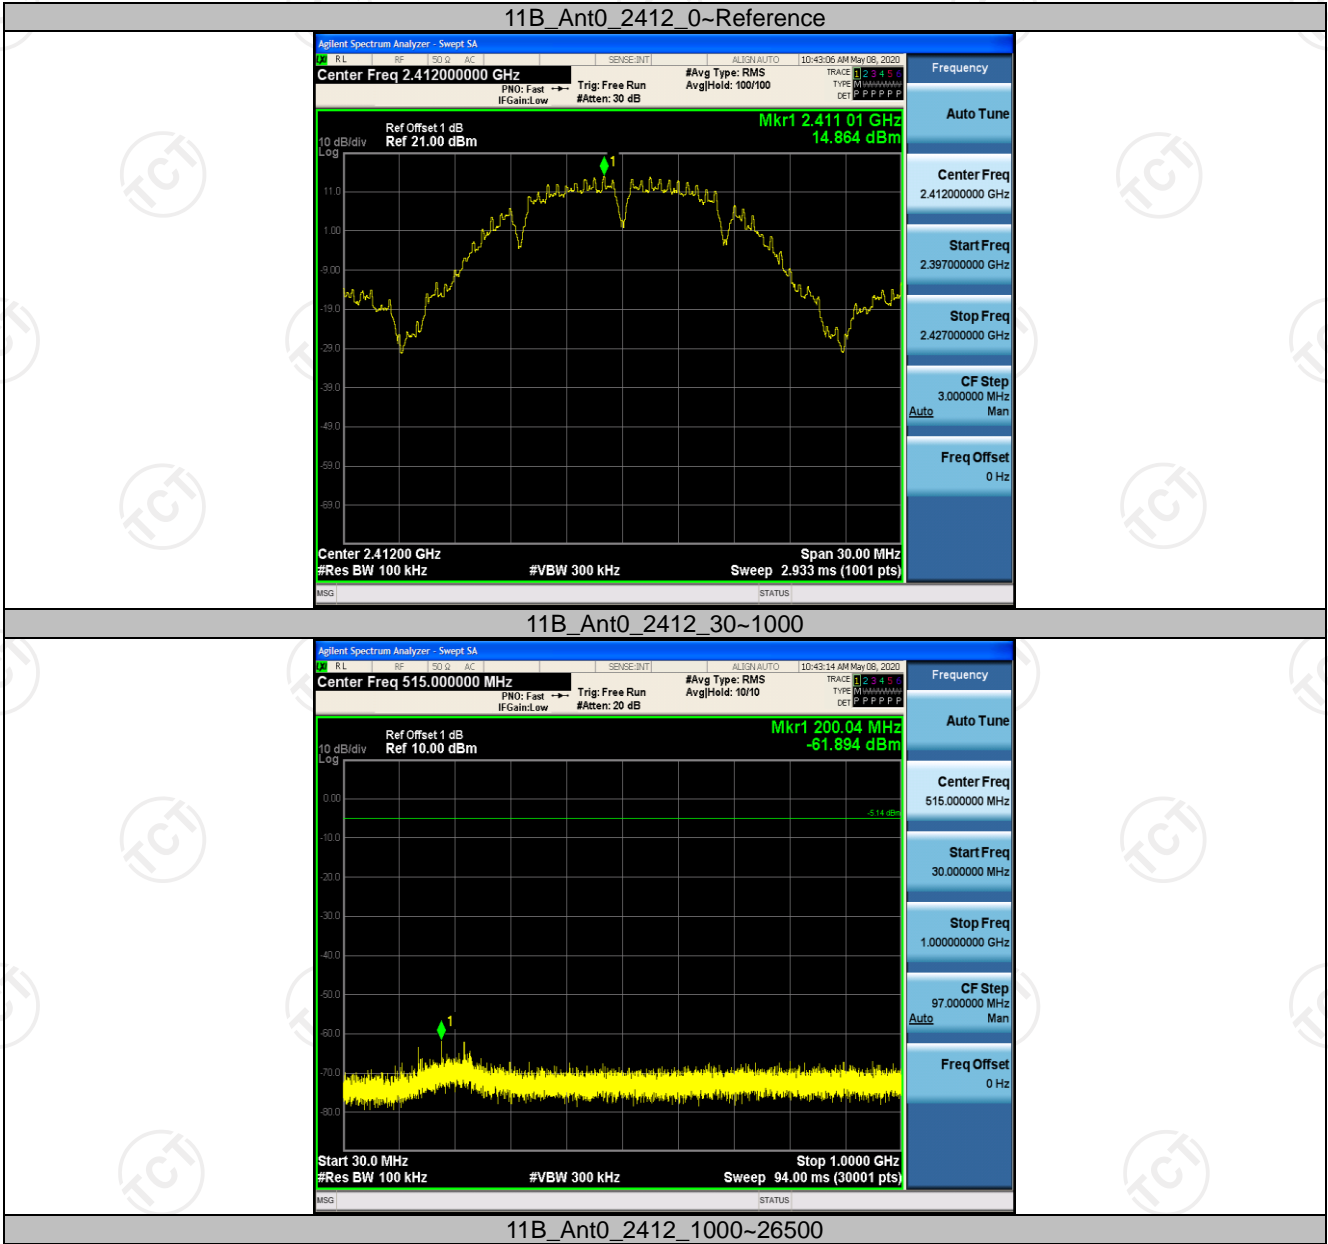 11B_Ant0_2412_0~Reference
Agilent Spectrum Analyzer - Swept SA
RL RF 50 Ω AC SENSE:INT ALIGN AUTO 10:43:06 AM May 08, 2020
Center Freq 2.412000000 GHz #Avg Type: RMS TRACE 1 2 3 4 5 6 Frequency
PNO: Fast Trig: Free Run Avg|Hold: 100/100 TYPE M
IFGain:Low #Atten: 30 dB DET P P P P P P
Auto Tune
Mkr1 2.411 01 GHz
14.864 dBm
Ref Offset 1 dB
10 dB/div Ref 21.00 dBm
Log
1
11.0
1.00
-9.00
-19.0
-29.0
-39.0
-49.0
-59.0
-69.0
Center Freq
2.412000000 GHz
Start Freq
2.397000000 GHz
Stop Freq
2.427000000 GHz
CF Step
3.000000 MHz
Auto Man
Freq Offset
0 Hz
Center 2.41200 GHz Span 30.00 MHz
#Res BW 100 kHz #VBW 300 kHz Sweep 2.933 ms (1001 pts)
MSG STATUS
11B_Ant0_2412_30~1000
Agilent Spectrum Analyzer - Swept SA
RL RF 50 Ω AC SENSE:INT ALIGN AUTO 10:43:14 AM May 08, 2020
Center Freq 515.000000 MHz #Avg Type: RMS TRACE 1 2 3 4 5 6 Frequency
PNO: Fast Trig: Free Run Avg|Hold: 10/10 TYPE M
IFGain:Low #Atten: 20 dB DET P P P P P P
Auto Tune
Mkr1 200.04 MHz
-61.894 dBm
Ref Offset 1 dB
10 dB/div Ref 10.00 dBm
Log
0.00
-5.14 dBm
-10.0
-20.0
-30.0
-40.0
-50.0
1
-60.0
-70.0
-80.0
Center Freq
515.000000 MHz
Start Freq
30.000000 MHz
Stop Freq
1.000000000 GHz
CF Step
97.000000 MHz
Auto Man
Freq Offset
0 Hz
Start 30.0 MHz Stop 1.0000 GHz
#Res BW 100 kHz #VBW 300 kHz Sweep 94.00 ms (30001 pts)
MSG STATUS
11B_Ant0_2412_1000~26500
TCT
TCT
TCT
TCT
TCT
TCT
TCT
TCT